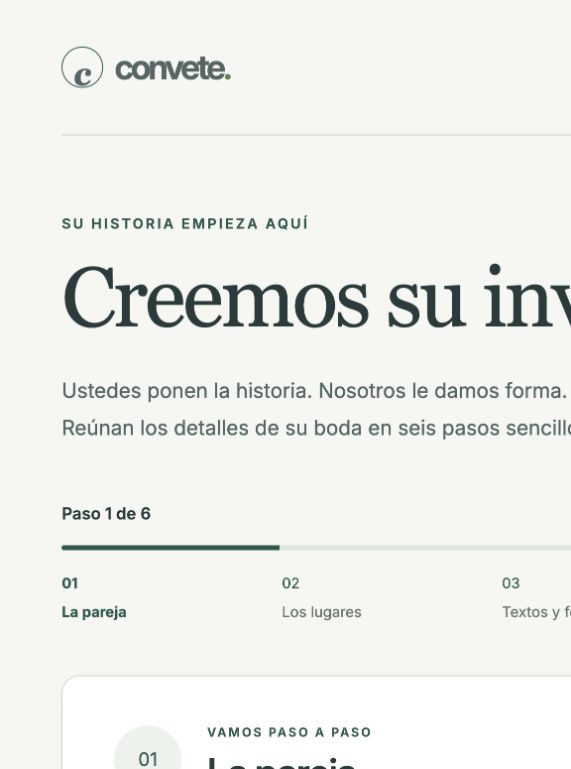 c convete.
SU HISTORIA EMPIEZA AQUÍ
Creemos su inv
Ustedes ponen la historia. Nosotros le damos forma.
Reúnan los detalles de su boda en seis pasos sencill
Paso 1 de 6
01 02 03
La pareja Los lugares Textos y f
VAMOS PASO A PASO
01 La pareja